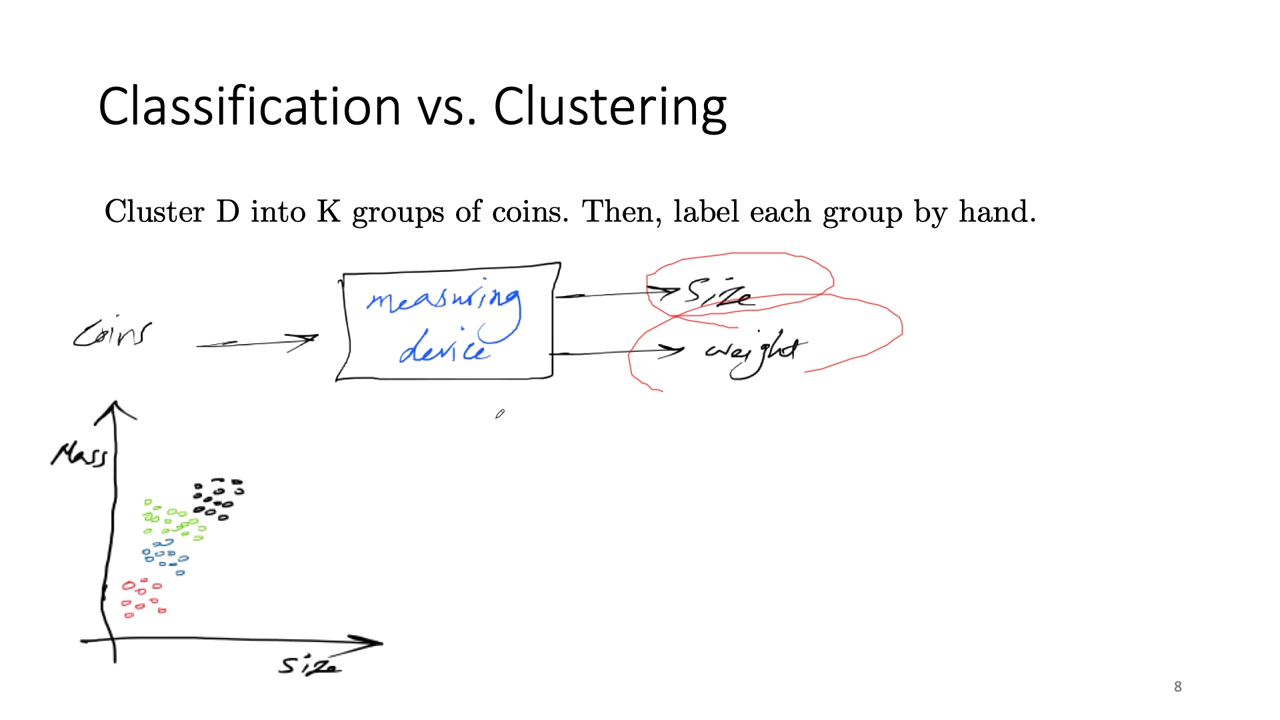 Classification vs. Clustering
Cluster D into K groups of coins. Then, label each group by hand.
Coins
measuring
device
Size
weight
Mass
Size
8